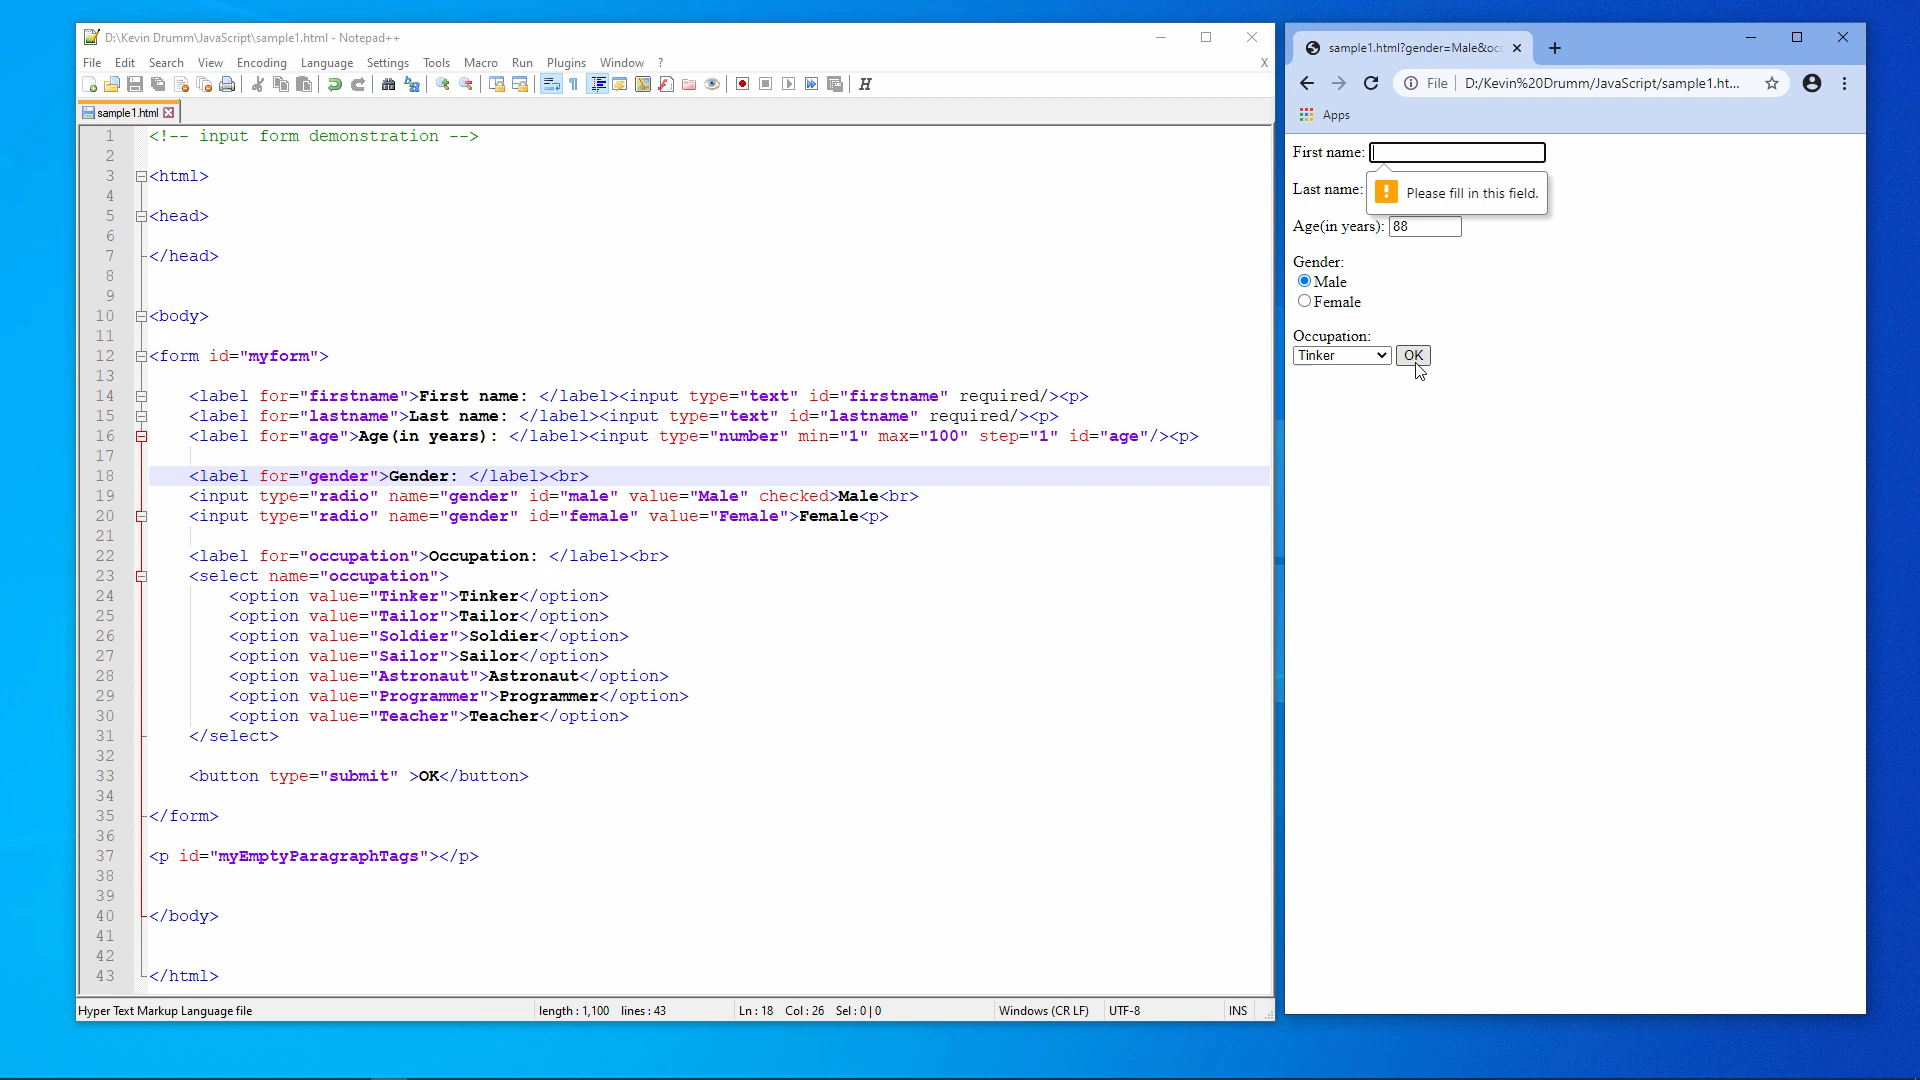 D:\Kevin Drumm\JavaScript\sample1.html - Notepad++
File Edit Search View Encoding Language Settings Tools Macro Run Plugins Window ? X
sample1.html
1 <!-- input form demonstration -->
2
3 <html>
4
5 <head>
6
7 </head>
8
9
10 <body>
11
12 <form id="myform">
13
14 <label for="firstname">First name: </label><input type="text" id="firstname" required/><p>
15 <label for="lastname">Last name: </label><input type="text" id="lastname" required/><p>
16 <label for="age">Age(in years): </label><input type="number" min="1" max="100" step="1" id="age"/><p>
17
18 <label for="gender">Gender: </label><br>
19 <input type="radio" name="gender" id="male" value="Male" checked>Male<br>
20 <input type="radio" name="gender" id="female" value="Female">Female<p>
21
22 <label for="occupation">Occupation: </label><br>
23 <select name="occupation">
24 <option value="Tinker">Tinker</option>
25 <option value="Tailor">Tailor</option>
26 <option value="Soldier">Soldier</option>
27 <option value="Sailor">Sailor</option>
28 <option value="Astronaut">Astronaut</option>
29 <option value="Programmer">Programmer</option>
30 <option value="Teacher">Teacher</option>
31 </select>
32
33 <button type="submit" >OK</button>
34
35 </form>
36
37 <p id="myEmptyParagraphTags"></p>
38
39
40 </body>
41
42
43 </html>
Hyper Text Markup Language file length : 1,100 lines : 43 Ln : 18 Col : 26 Sel : 0 | 0 Windows (CR LF) UTF-8 INS
sample1.html?gender=Male&oc
File D:/Kevin%20Drumm/JavaScript/sample1.ht...
Apps
First name:
Please fill in this field.
Last name:
Age(in years): 88
Gender:
Male
Female
Occupation:
Tinker OK